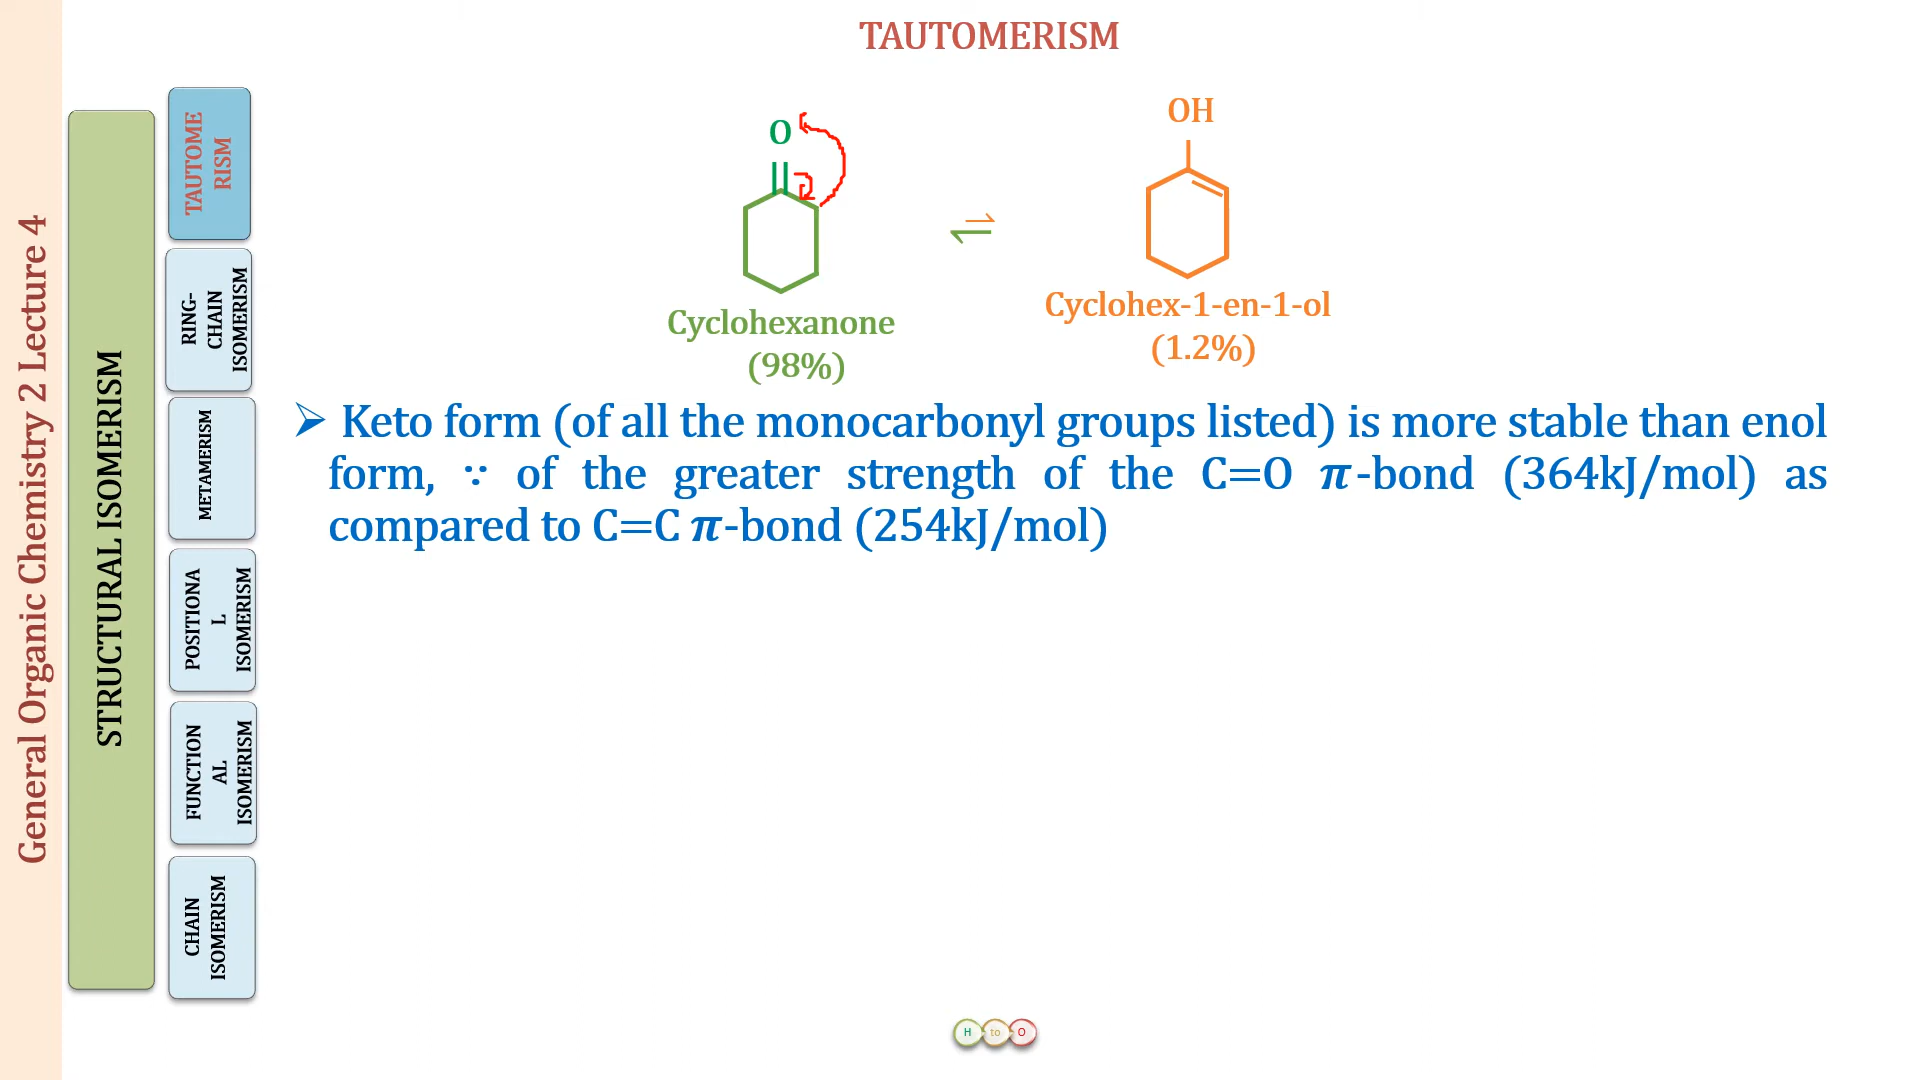 TAUTOMERISM
General Organic Chemistry 2 Lecture 4
STRUCTURAL ISOMERISM
TAUTOME
RISM
RING-
CHAIN
ISOMERISM
METAMERISM
POSITIONA
L
ISOMERISM
FUNCTION
AL
ISOMERISM
CHAIN
ISOMERISM
O
Cyclohexanone
(98%)
⇌
OH
Cyclohex-1-en-1-ol
(1.2%)
➢ Keto form (of all the monocarbonyl groups listed) is more stable than enol
form, ∵ of the greater strength of the C=O π-bond (364kJ/mol) as
compared to C=C π-bond (254kJ/mol)
H to O